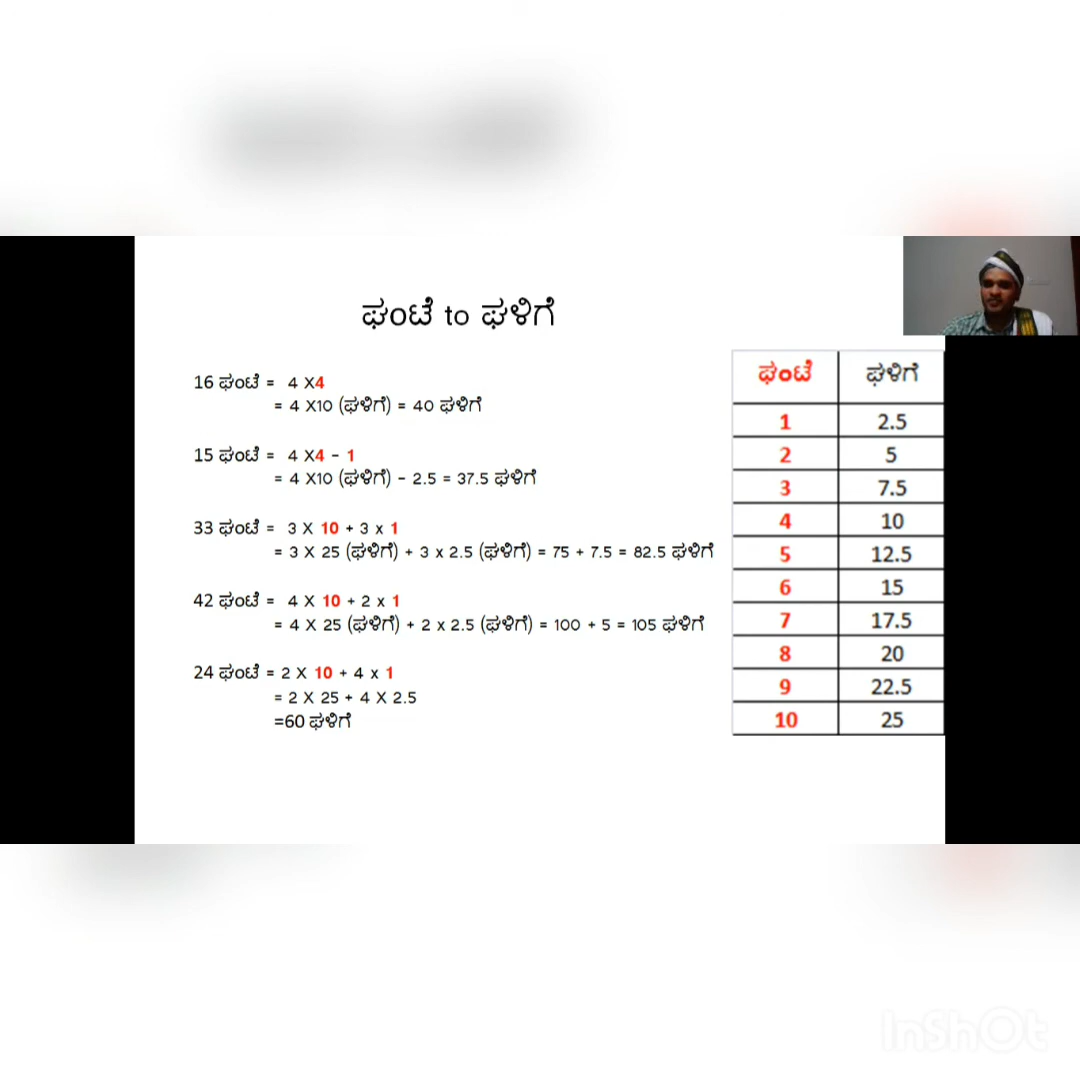 ಘಂಟೆ to ಘಳಿಗೆ
16 ಘಂಟೆ = 4 X4
= 4 X10 (ಘಳಿಗೆ) = 40 ಘಳಿಗೆ
15 ಘಂಟೆ = 4 X4 - 1
= 4 X10 (ಘಳಿಗೆ) - 2.5 = 37.5 ಘಳಿಗೆ
33 ಘಂಟೆ = 3 X 10 + 3 x 1
= 3 X 25 (ಘಳಿಗೆ) + 3 x 2.5 (ಘಳಿಗೆ) = 75 + 7.5 = 82.5 ಘಳಿಗೆ
42 ಘಂಟೆ = 4 X 10 + 2 x 1
= 4 X 25 (ಘಳಿಗೆ) + 2 x 2.5 (ಘಳಿಗೆ) = 100 + 5 = 105 ಘಳಿಗೆ
24 ಘಂಟೆ = 2 X 10 + 4 x 1
= 2 X 25 + 4 X 2.5
=60 ಘಳಿಗೆ
ಘಂಟೆ ಘಳಿಗೆ
1 2.5
2 5
3 7.5
4 10
5 12.5
6 15
7 17.5
8 20
9 22.5
10 25
InShOt